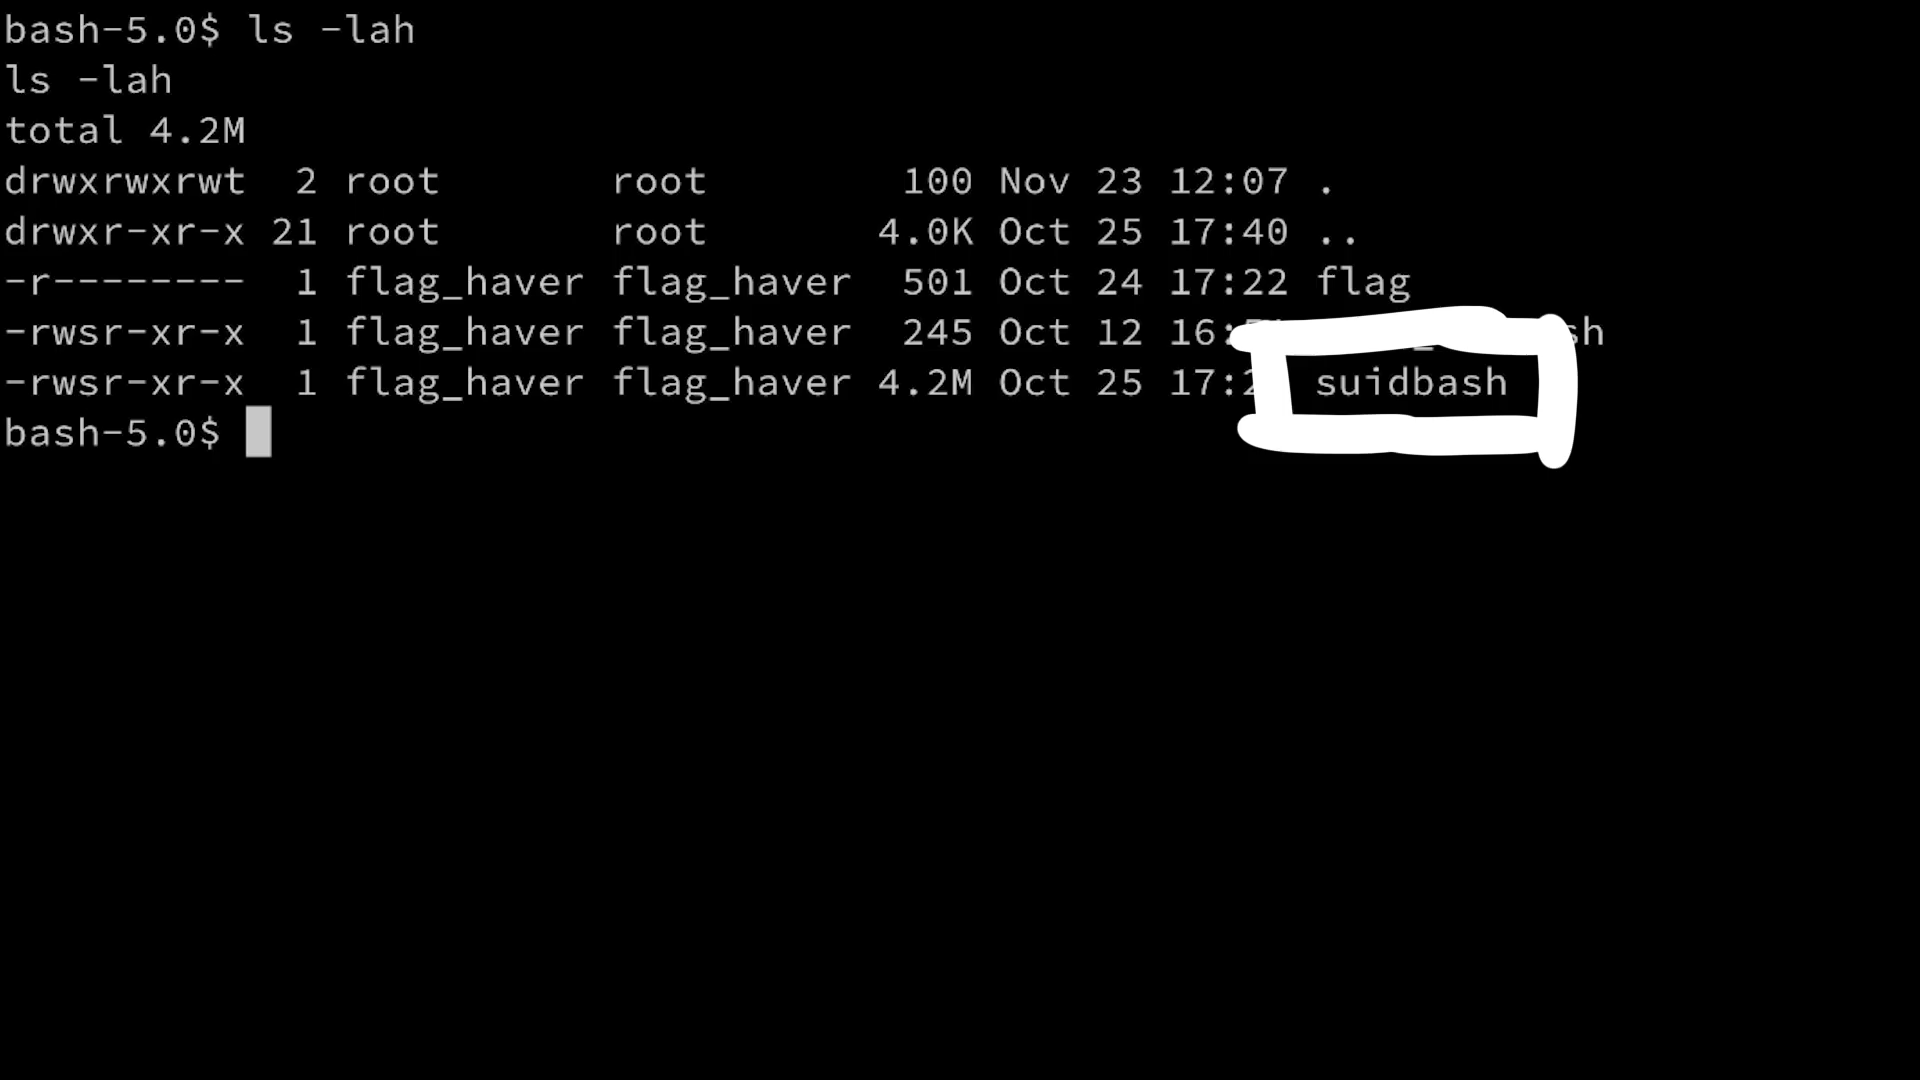 bash-5.0$ ls -lah
ls -lah
total 4.2M
drwxrwxrwt 2 root root 100 Nov 23 12:07 .
drwxr-xr-x 21 root root 4.0K Oct 25 17:40 ..
-r-------- 1 flag_haver flag_haver 501 Oct 24 17:22 flag
-rwsr-xr-x 1 flag_haver flag_haver 245 Oct 12
-rwsr-xr-x 1 flag_haver flag_haver 4.2M Oct 25 suidbash
bash-5.0$